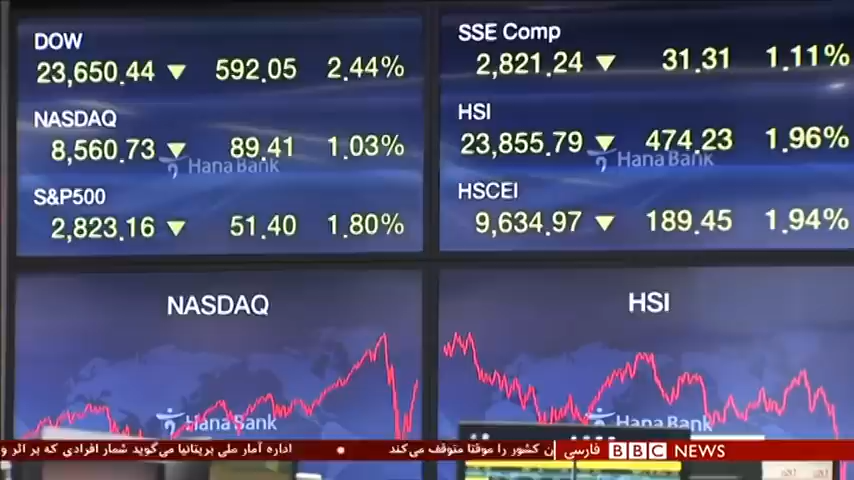 DOW
23,650.44 ▼ 592.05 2.44%
NASDAQ
8,560.73 ▼ 89.41 1.03%
Hana Bank
S&P500
2,823.16 ▼ 51.40 1.80%
SSE Comp
2,821.24 ▼ 31.31 1.11%
HSI
23,855.79 ▼ 474.23 1.96%
Hana Bank
HSCEI
9,634.97 ▼ 189.45 1.94%
NASDAQ
Hana Bank
HSI
Hana Bank
ن کشور را موقتا متوقف می‌کند • اداره آمار ملی بریتانیا می‌گوید شمار افرادی که بر اثر و
فارسی BBC NEWS